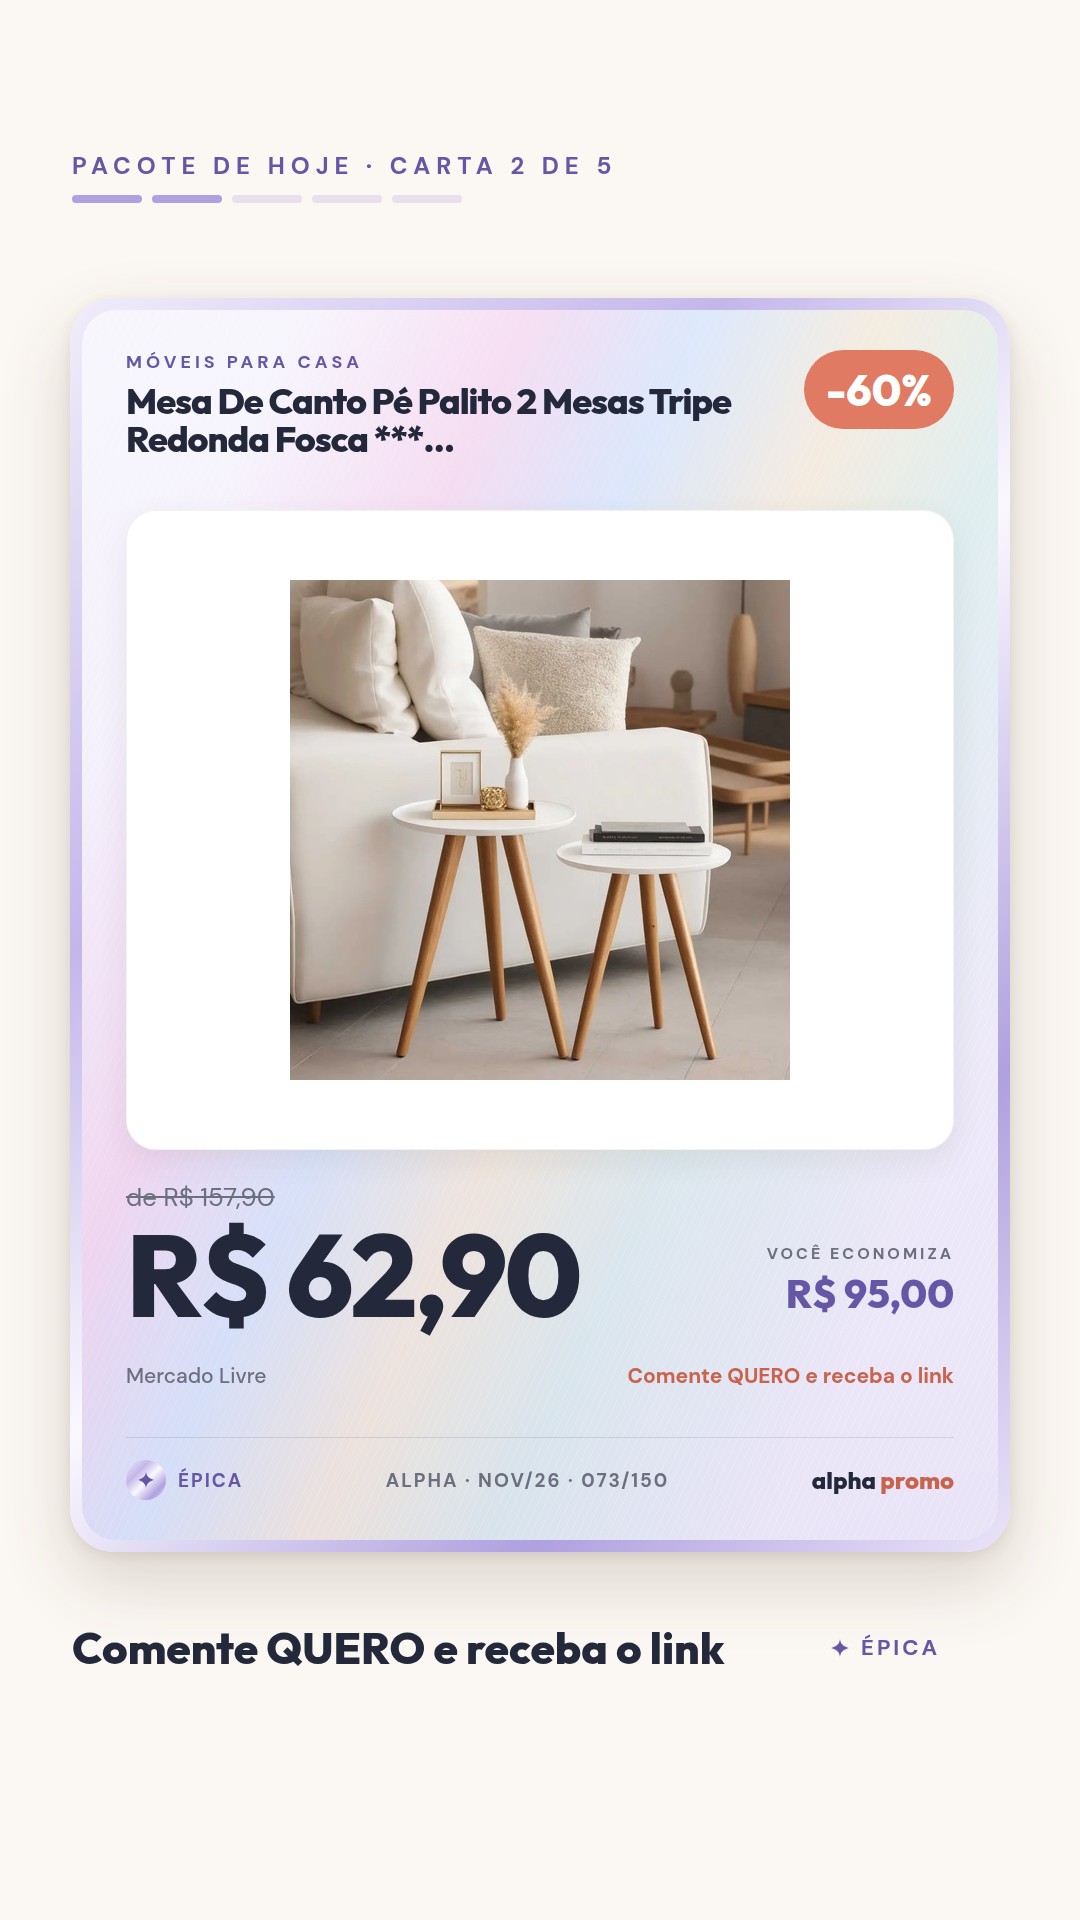 PACOTE DE HOJE · CARTA 2 DE 5
MÓVEIS PARA CASA
Mesa De Canto Pé Palito 2 Mesas Tripe
Redonda Fosca ***...
-60%
de R$ 157,90
R$ 62,90
VOCÊ ECONOMIZA
R$ 95,00
Mercado Livre
Comente QUERO e receba o link
✦ ÉPICA
ALPHA · NOV/26 · 073/150
alpha promo
Comente QUERO e receba o link
✦ ÉPICA